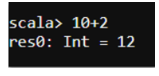 scala> 10+2
res0: Int = 12